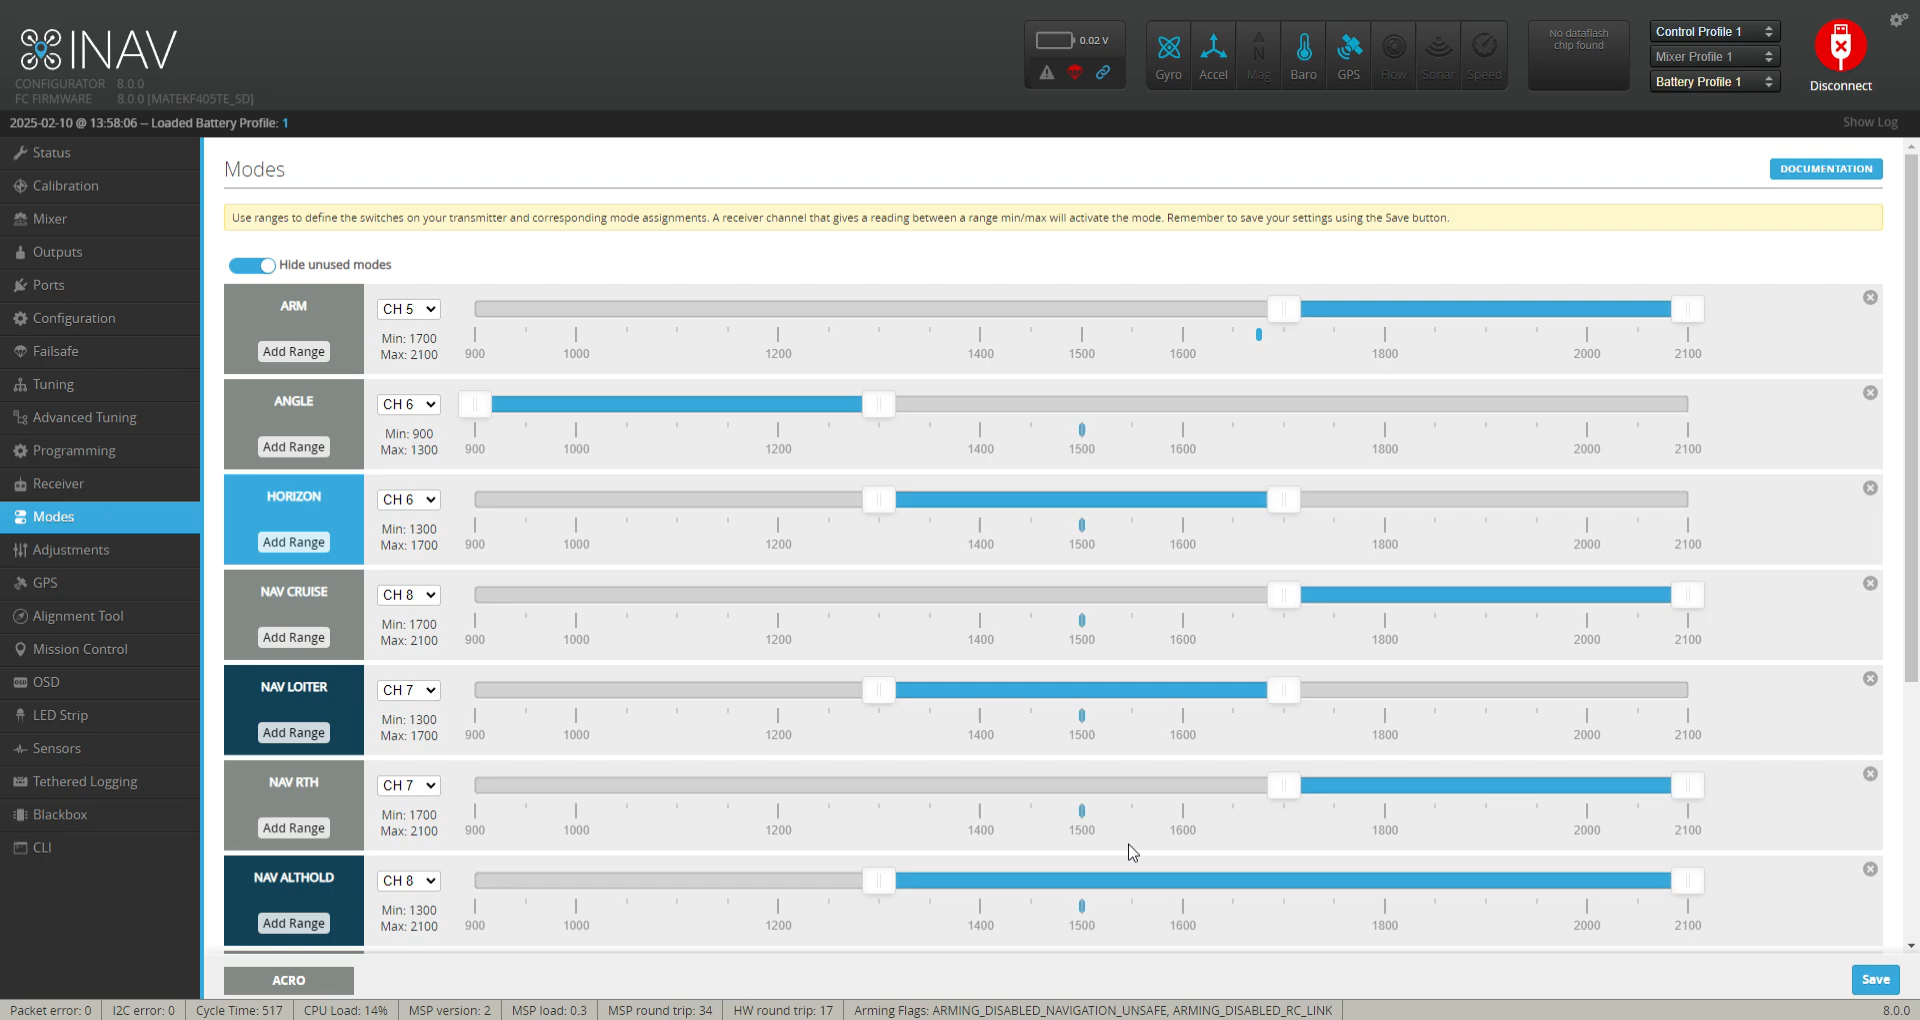 INAV
CONFIGURATOR 8.0.0
FC FIRMWARE 8.0.0 [MATEKF405TE_SD]
0.02 V
Gyro Accel Mag Baro GPS Flow Sonar Speed
No dataflash
chip found
Control Profile 1
Mixer Profile 1
Battery Profile 1
Disconnect
2025-02-10 @ 13:58:06 -- Loaded Battery Profile: 1
Show Log
Status
Calibration
Mixer
Outputs
Ports
Configuration
Failsafe
Tuning
Advanced Tuning
Programming
Receiver
Modes
Adjustments
GPS
Alignment Tool
Mission Control
OSD
LED Strip
Sensors
Tethered Logging
Blackbox
CLI
Modes
DOCUMENTATION
Use ranges to define the switches on your transmitter and corresponding mode assignments. A receiver channel that gives a reading between a range min/max will activate the mode. Remember to save your settings using the Save button.
Hide unused modes
ARM
Add Range
CH 5
Min: 1700
Max: 2100
900 1000 1200 1400 1500 1600 1800 2000 2100
ANGLE
Add Range
CH 6
Min: 900
Max: 1300
900 1000 1200 1400 1500 1600 1800 2000 2100
HORIZON
Add Range
CH 6
Min: 1300
Max: 1700
900 1000 1200 1400 1500 1600 1800 2000 2100
NAV CRUISE
Add Range
CH 8
Min: 1700
Max: 2100
900 1000 1200 1400 1500 1600 1800 2000 2100
NAV LOITER
Add Range
CH 7
Min: 1300
Max: 1700
900 1000 1200 1400 1500 1600 1800 2000 2100
NAV RTH
Add Range
CH 7
Min: 1700
Max: 2100
900 1000 1200 1400 1500 1600 1800 2000 2100
NAV ALTHOLD
Add Range
CH 8
Min: 1300
Max: 2100
900 1000 1200 1400 1500 1600 1800 2000 2100
ACRO
Save
Packet error: 0 I2C error: 0 Cycle Time: 517 CPU Load: 14% MSP version: 2 MSP load: 0.3 MSP round trip: 34 HW round trip: 17 Arming Flags: ARMING_DISABLED_NAVIGATION_UNSAFE, ARMING_DISABLED_RC_LINK 8.0.0